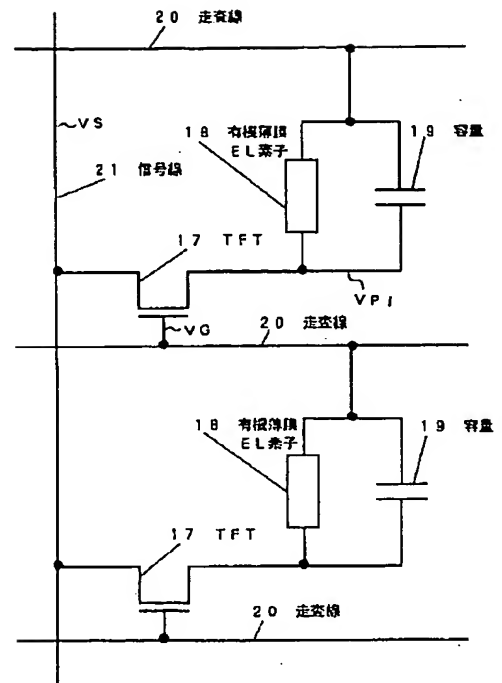 20 走査線
VS
18 有機薄膜
EL素子
19 容量
21 信号線
17 TFT
VPI
VG
20 走査線
18 有機薄膜
EL素子
19 容量
17 TFT
20 走査線